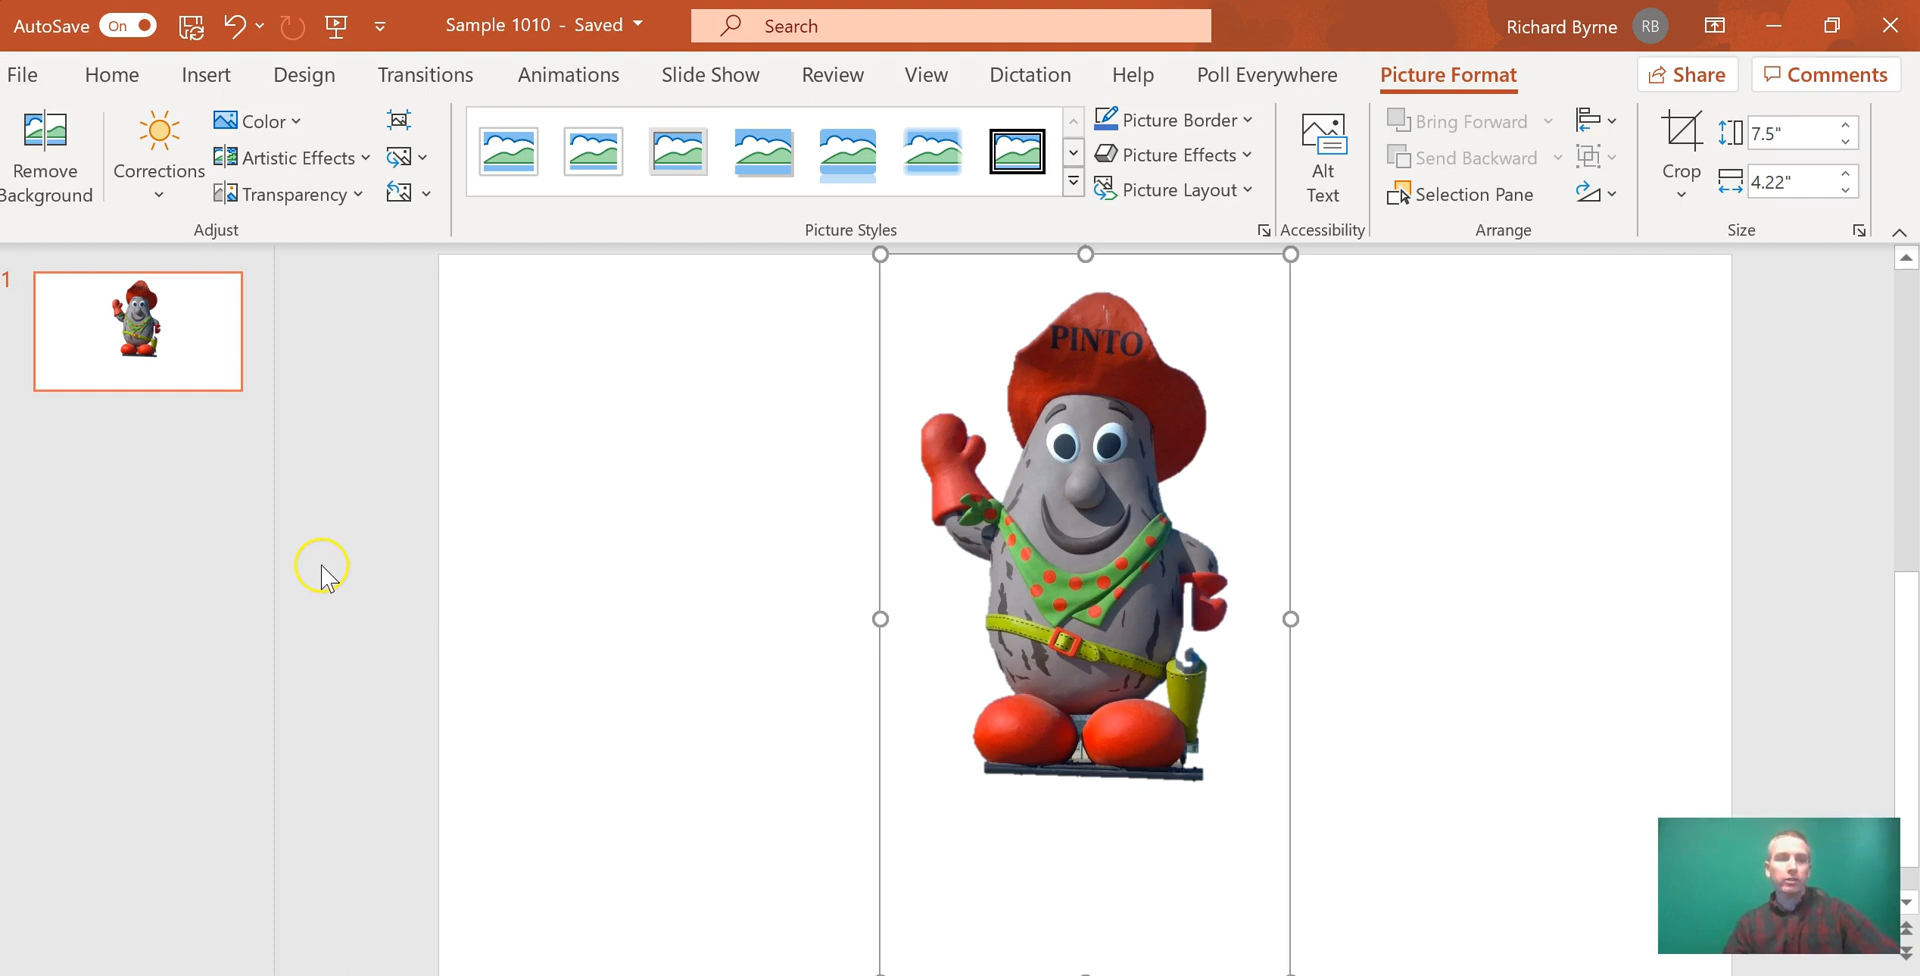 AutoSave On Sample 1010 - Saved Search Richard Byrne RB
File Home Insert Design Transitions Animations Slide Show Review View Dictation Help Poll Everywhere Picture Format Share Comments
Remove Background
Corrections
Color
Artistic Effects
Transparency
Adjust
Picture Border
Picture Effects
Picture Layout
Picture Styles
Alt Text
Accessibility
Bring Forward
Send Backward
Selection Pane
Arrange
Crop
7.5"
4.22"
Size
1
PINTO